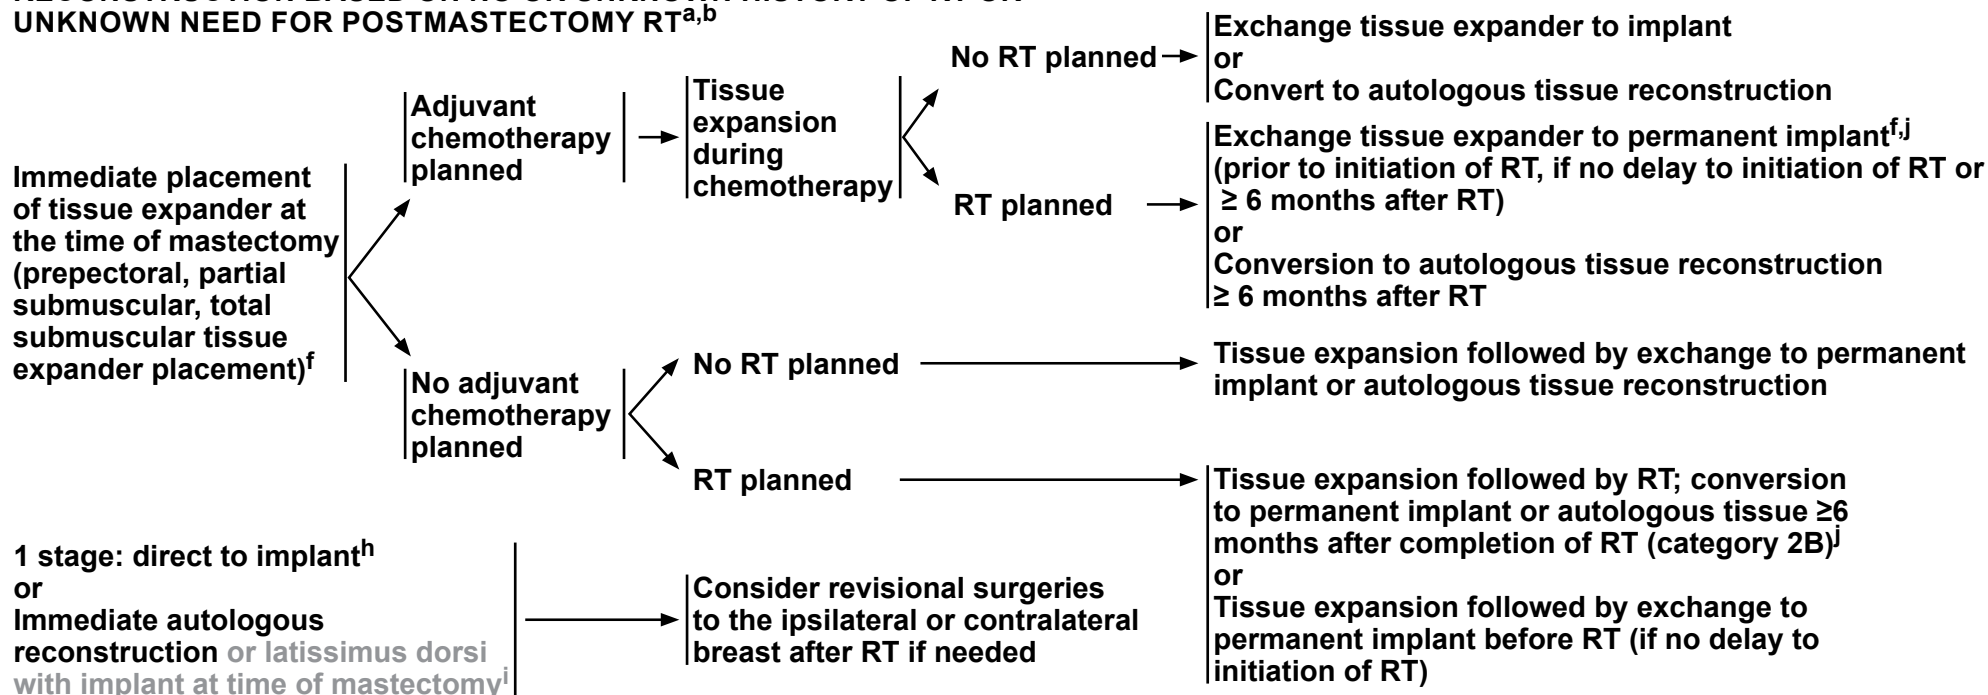 UNKNOWN NEED FOR POSTMASTECTOMY RTa,b
Immediate placement
of tissue expander at
the time of mastectomy
(prepectoral, partial
submuscular, total
submuscular tissue
expander placement)f
Adjuvant
chemotherapy
planned
Tissue
expansion
during
chemotherapy
No RT planned
Exchange tissue expander to implant
or
Convert to autologous tissue reconstruction
RT planned
Exchange tissue expander to permanent implantf,j
(prior to initiation of RT, if no delay to initiation of RT or
≥ 6 months after RT)
or
Conversion to autologous tissue reconstruction
≥ 6 months after RT
No adjuvant
chemotherapy
planned
No RT planned
Tissue expansion followed by exchange to permanent
implant or autologous tissue reconstruction
RT planned
Tissue expansion followed by RT; conversion
to permanent implant or autologous tissue ≥6
months after completion of RT (category 2B)j
or
Tissue expansion followed by exchange to
permanent implant before RT (if no delay to
initiation of RT)
1 stage: direct to implanth
or
Immediate autologous
reconstruction or latissimus dorsi
with implant at time of mastectomyi
Consider revisional surgeries
to the ipsilateral or contralateral
breast after RT if needed